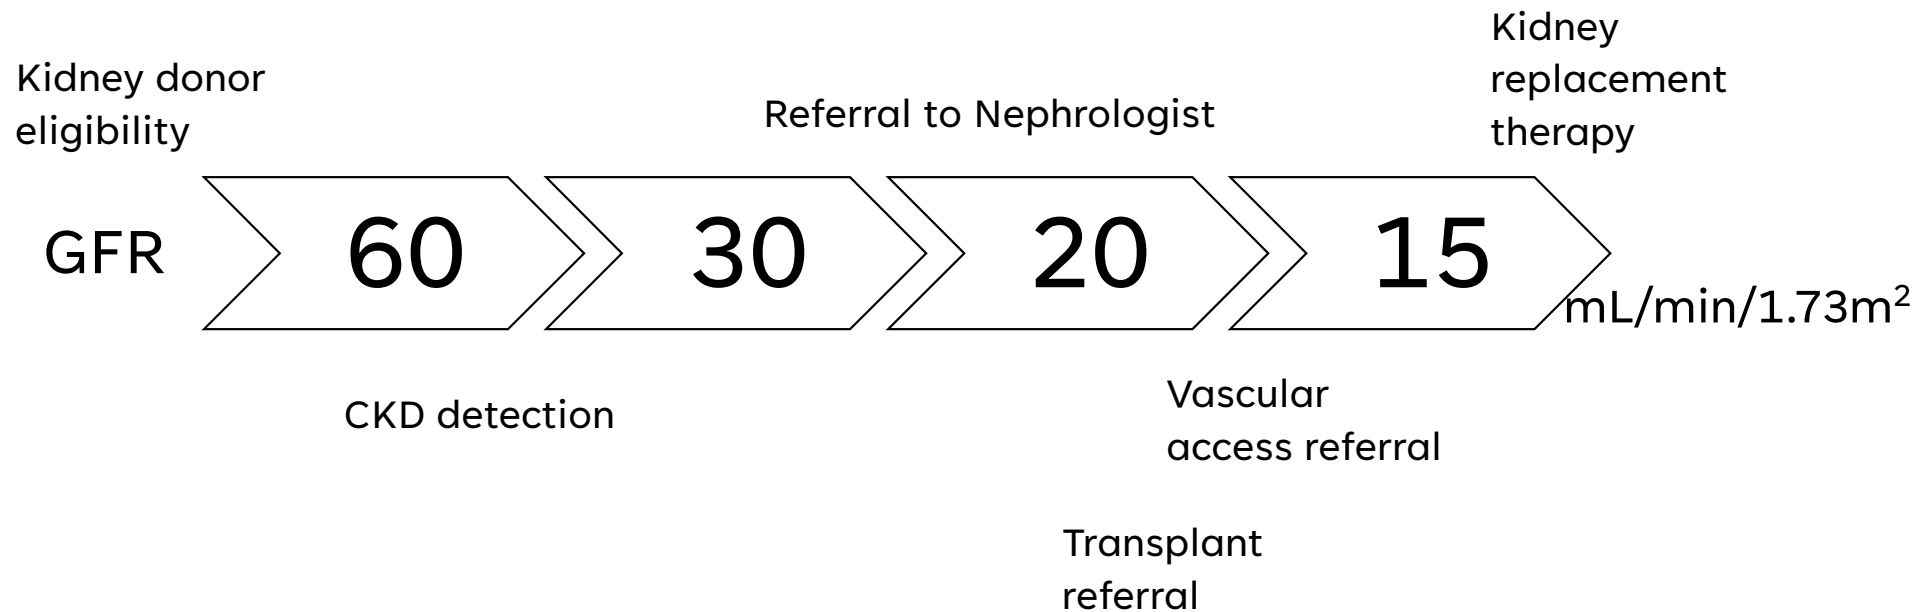 Kidney donor
eligibility
Referral to Nephrologist
Kidney
replacement
therapy
GFR
60
30
20
15
mL/min/1.73m²
CKD detection
Vascular
access referral
Transplant
referral